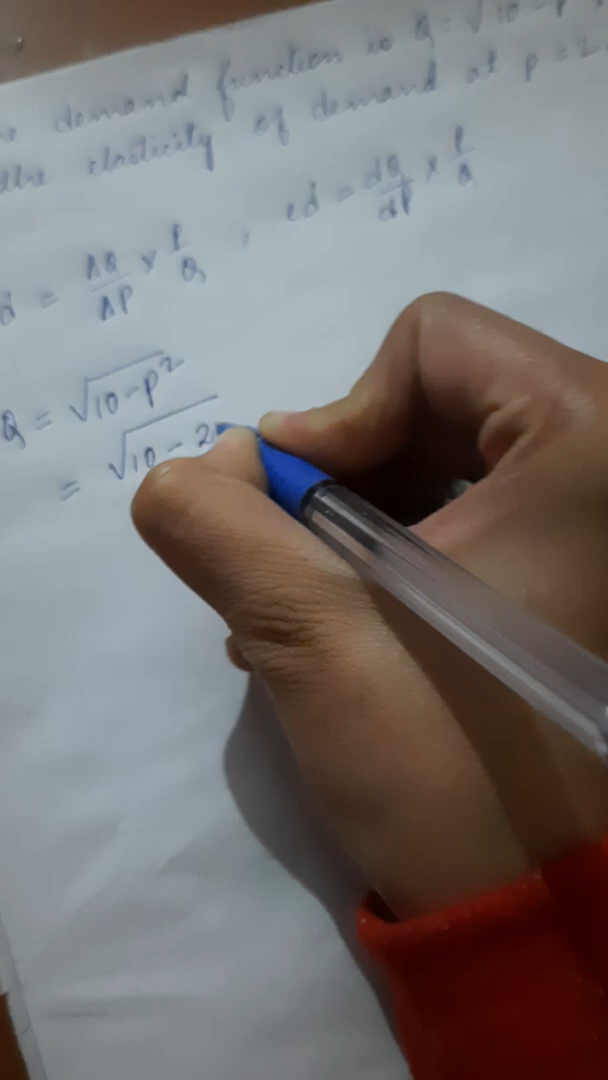 demand function is Q = √10-P
the elasticity of demand at p = 2
d = ΔQ/ΔP × P/Q , ed = dQ/dP × P/Q
Q = √10-P²
= √10-2